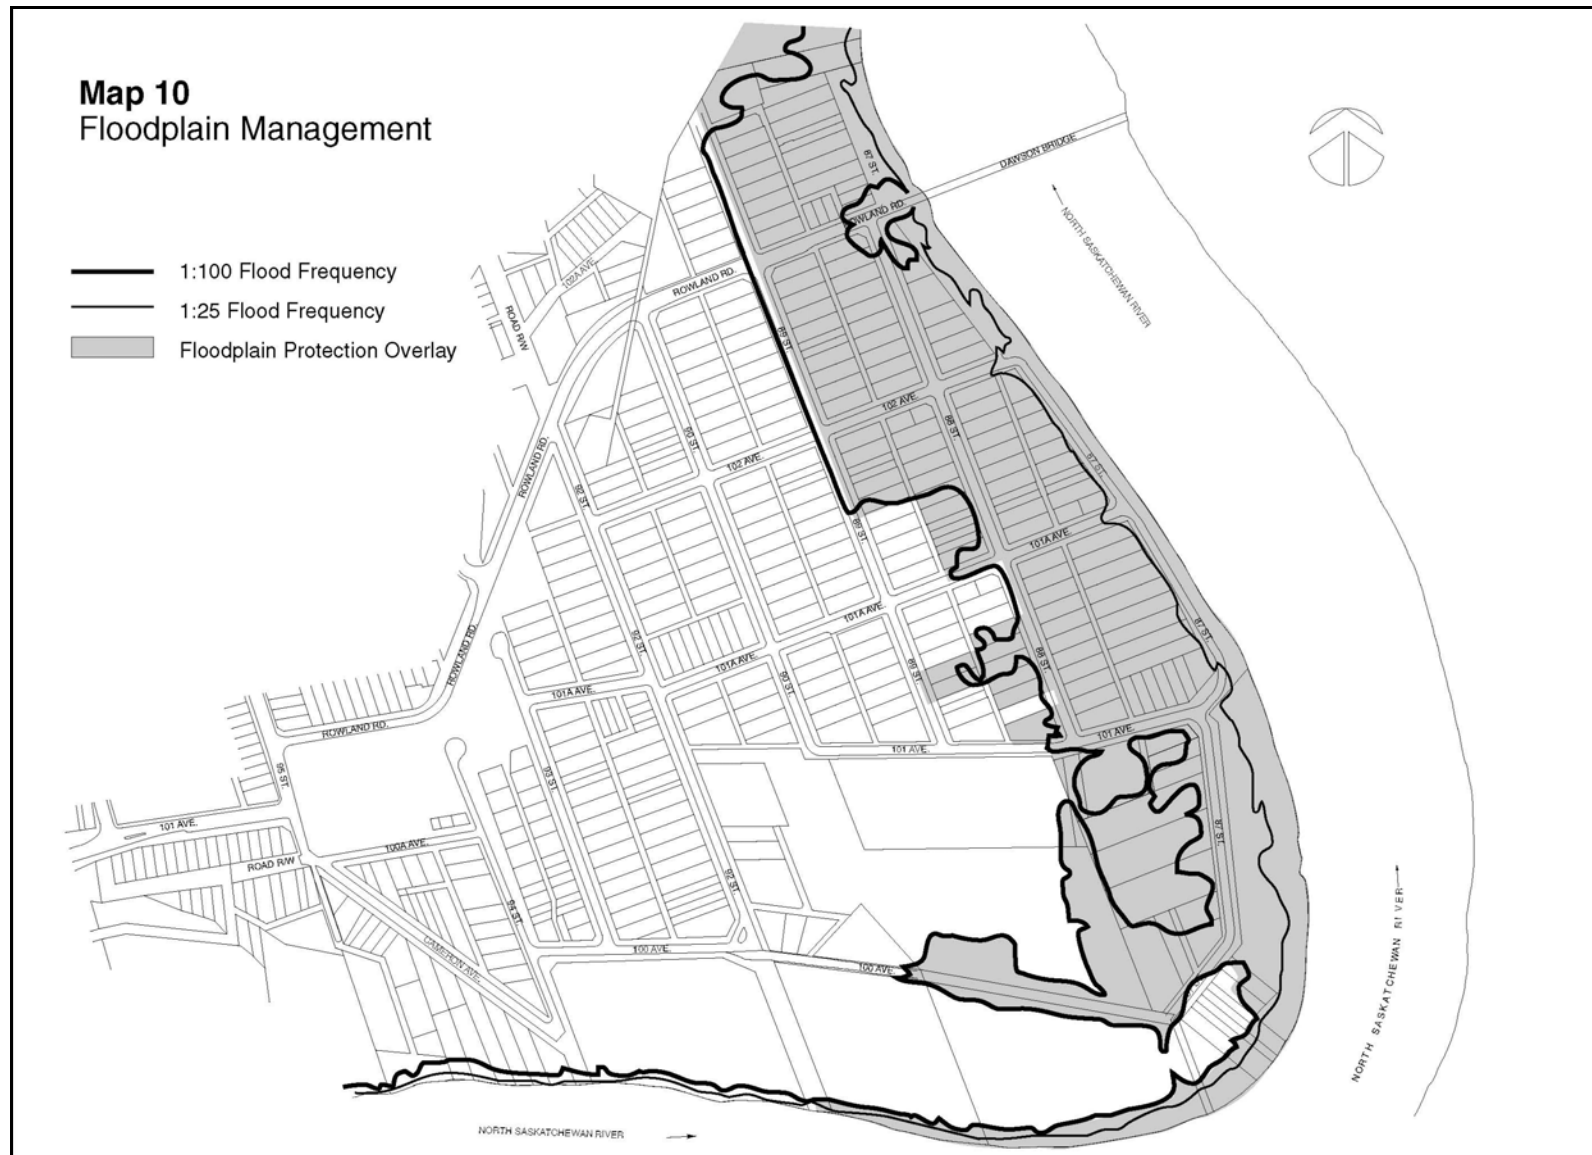 Map 10
Floodplain Management
1:100 Flood Frequency
1:25 Flood Frequency
Floodplain Protection Overlay
DAWSON BRIDGE
87 ST.
ROWLAND RD.
NORTH SASKATCHEWAN RIVER
102A AVE
ROAD R/W
ROWLAND RD.
89 ST.
102 AVE.
88 ST.
90 ST.
102 AVE.
87 ST.
ROWLAND RD.
92 ST.
89 ST.
101A AVE.
101A AVE.
87 ST.
92 ST.
ROWLAND RD.
101A AVE.
88 ST.
89 ST.
90 ST.
101A AVE.
ROWLAND RD.
101 AVE.
101 AVE.
95 ST.
93 ST.
101 AVE.
87 ST.
100A AVE.
ROAD R/W
92 ST.
94 ST.
CAMERON AVE.
100 AVE.
100 AVE.
NORTH SASKATCHEWAN RIVER
NORTH SASKATCHEWAN RIVER